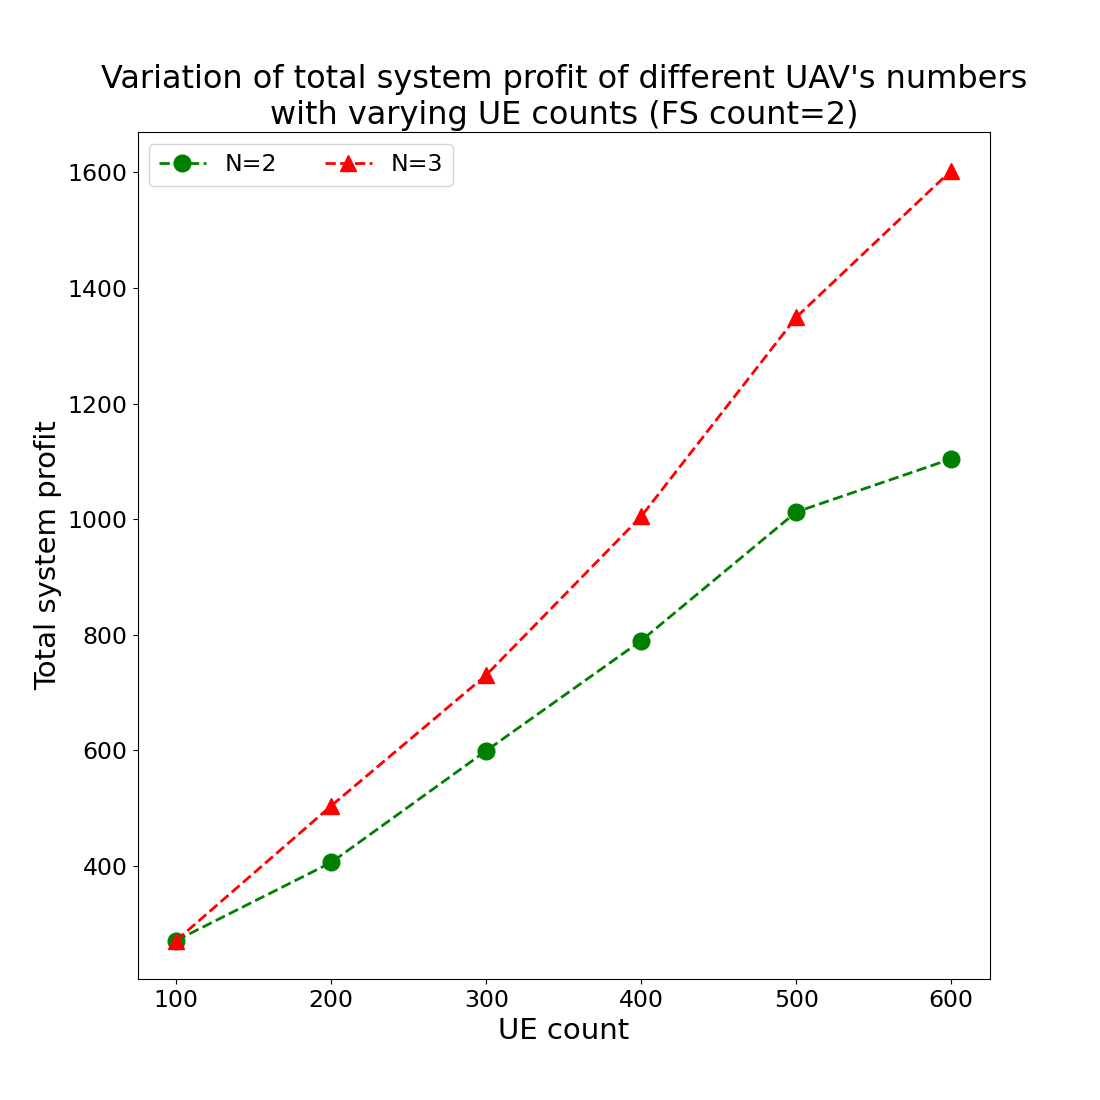 Variation of total system profit of different UAV's numbers
with varying UE counts (FS count=2)
N=2 N=3
1600
1400
1200
1000
800
600
400
Total system profit
100 200 300 400 500 600
UE count